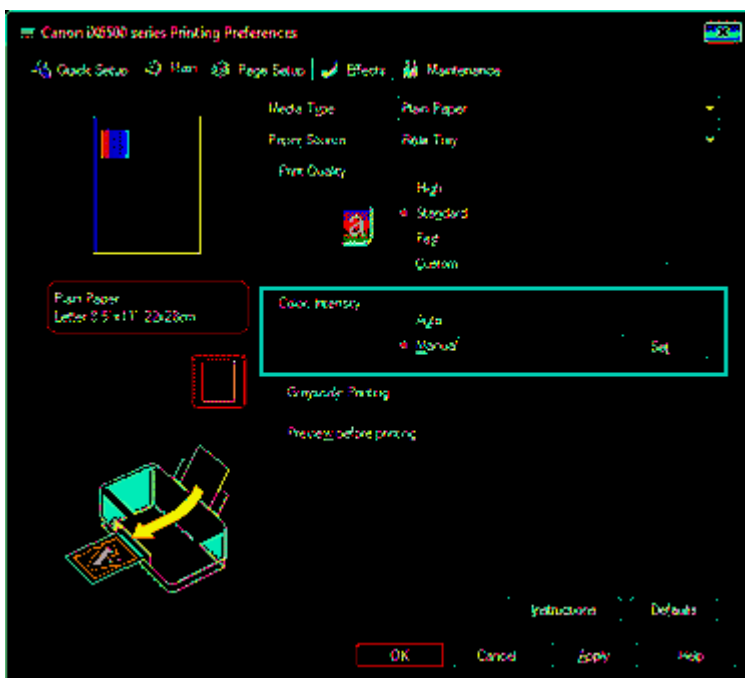 Canon iX6500 series Printing Preferences
Quick Setup Main Page Setup Effects Maintenance
Media Type Plain Paper
Paper Source Rear Tray
Print Quality
High
a
Standard
Fast
Custom
Plain Paper
Letter 8.5"x11" 22x28cm
Color/Intensity
Auto
Manual Set
Grayscale Printing
Preview before printing
Instructions Defaults
OK Cancel Apply Help